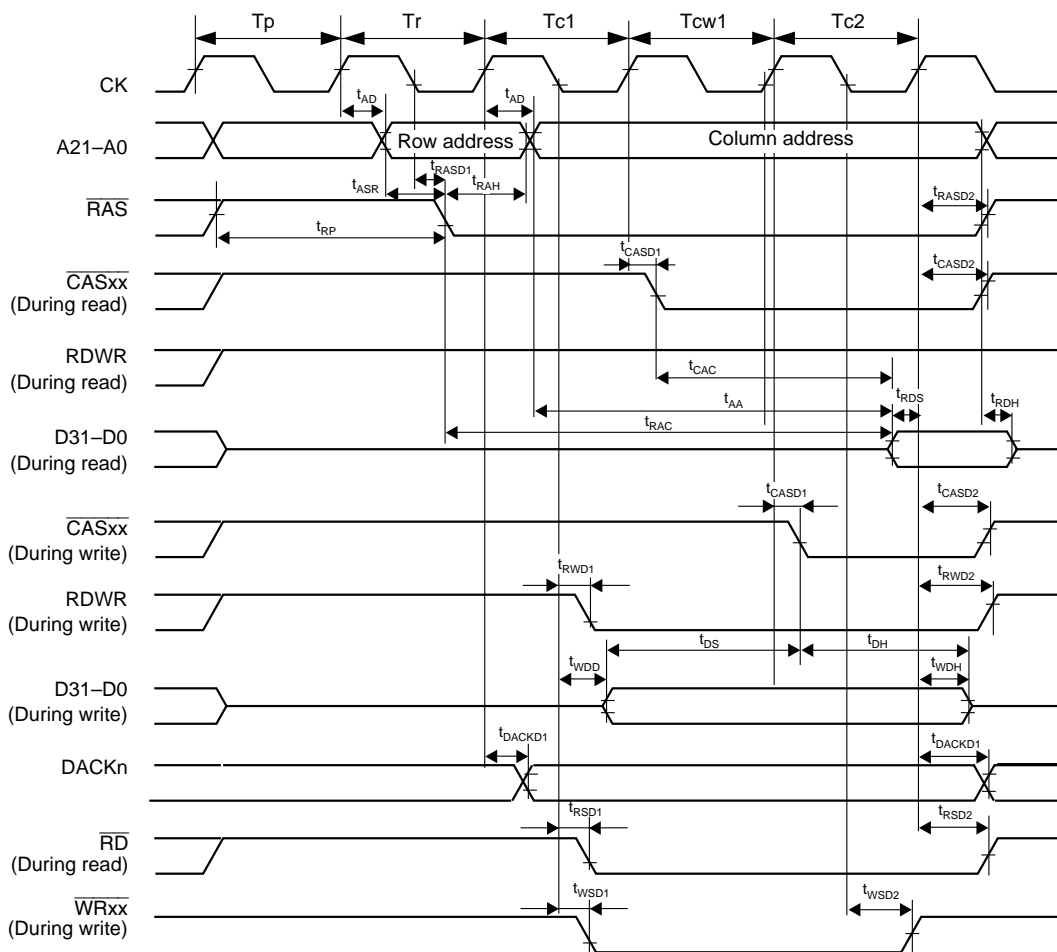 Tp Tr Tc1 Tcw1 Tc2
CK
tAD tAD
A21–A0 Row address Column address
tRASD1
tASR tRAH tRASD2
RAS
tRP
tCASD1 tCASD2
CASxx
(During read)
RDWR
(During read)
tCAC
tRDS tRDH
tAA
tRAC
D31–D0
(During read)
tCASD1 tCASD2
CASxx
(During write)
tRWD1 tRWD2
RDWR
(During write)
tDS tDH
tWDD tWDH
D31–D0
(During write)
tDACKD1 tDACKD1
DACKn
tRSD1 tRSD2
RD
(During read)
tWSD1 tWSD2
WRxx
(During write)